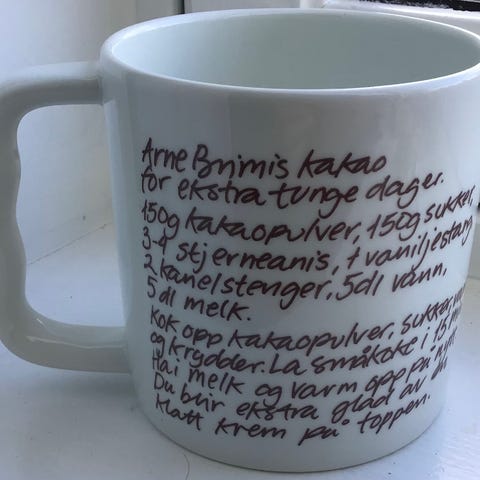 Arne Brimis kakao
for ekstra tunge dager.
150g kakaopulver, 150g sukker,
3-4 stjerneanis, 1 vaniljestang
2 kanelstenger, 5dl vann,
5 dl melk.
Kok opp kakaopulver, sukker,
og krydder. La småkoke i 15
Ha i melk og varm opp på
Du blir ekstra glad av
klatt krem på toppen.